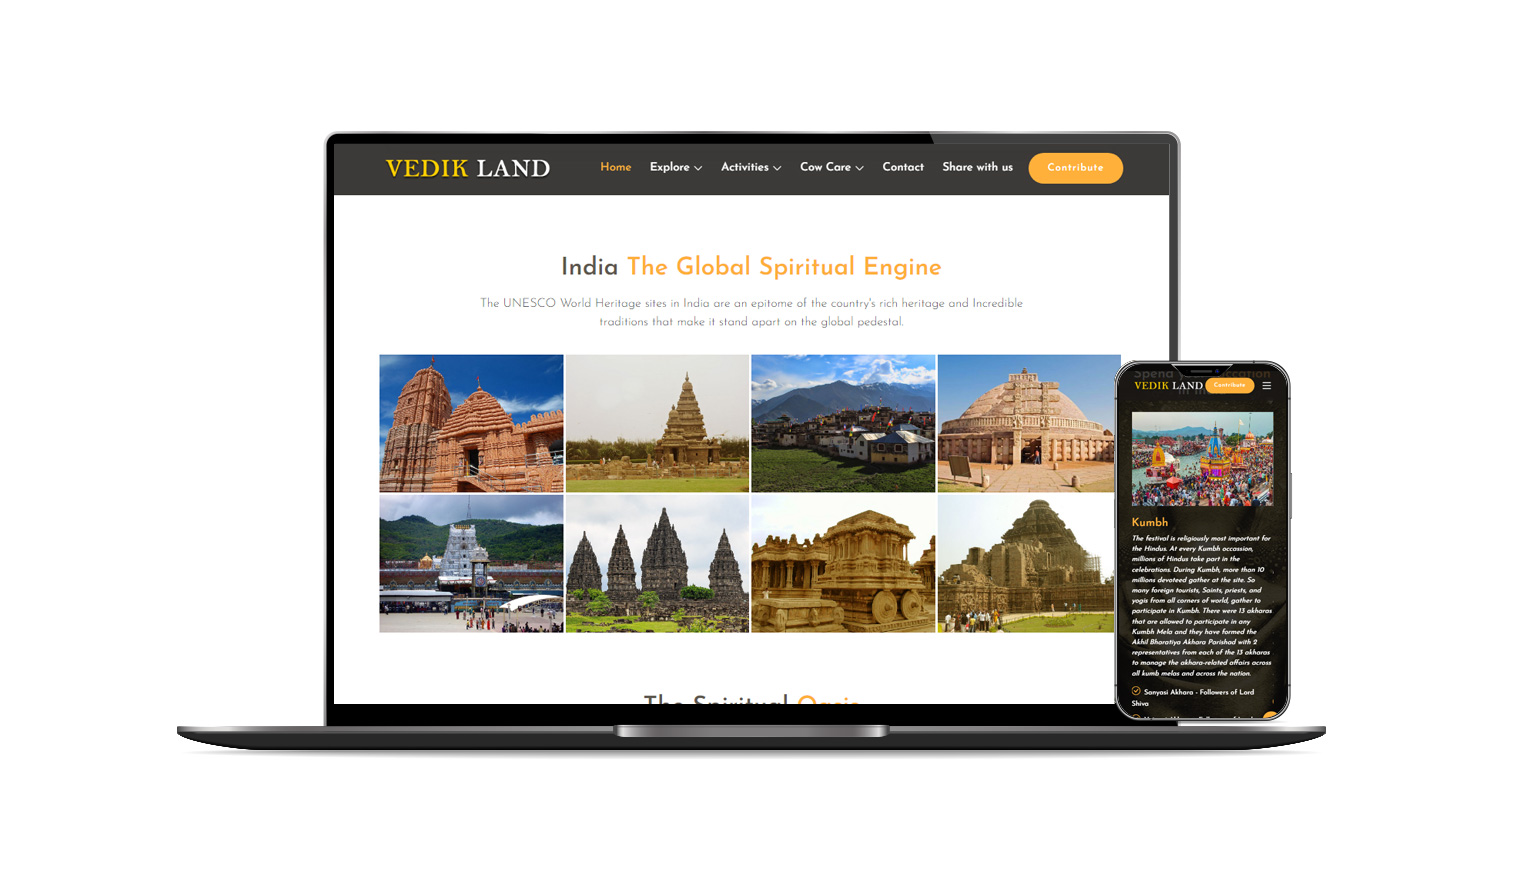 VEDIK LAND
Home Explore Activities Cow Care Contact Share with us Contribute
India The Global Spiritual Engine
The UNESCO World Heritage sites in India are an epitome of the country's rich heritage and Incredible
traditions that make it stand apart on the global pedestal.
The Spiritual Oasis
Spend
VEDIK LAND Contribute
Kumbh
The festival is religiously most important for
the Hindus. At every Kumbh occassion,
millions of Hindus take part in the
celebrations. During Kumbh, more than 10
millions devoteed gather at the site. So
many foreign tourists, Saints, priests, and
yogis from all corners of world, gather to
participate in Kumbh. There were 13 akharas
that are allowed to participate in any
Kumbh Mela and they have formed the
Akhil Bharatiya Akhara Parishad with 2
representatives from each of the 13 akharas
to manage the akhara-related affairs across
all kumb melas and across the nation.
Sanyasi Akhara - Followers of Lord
Shiva